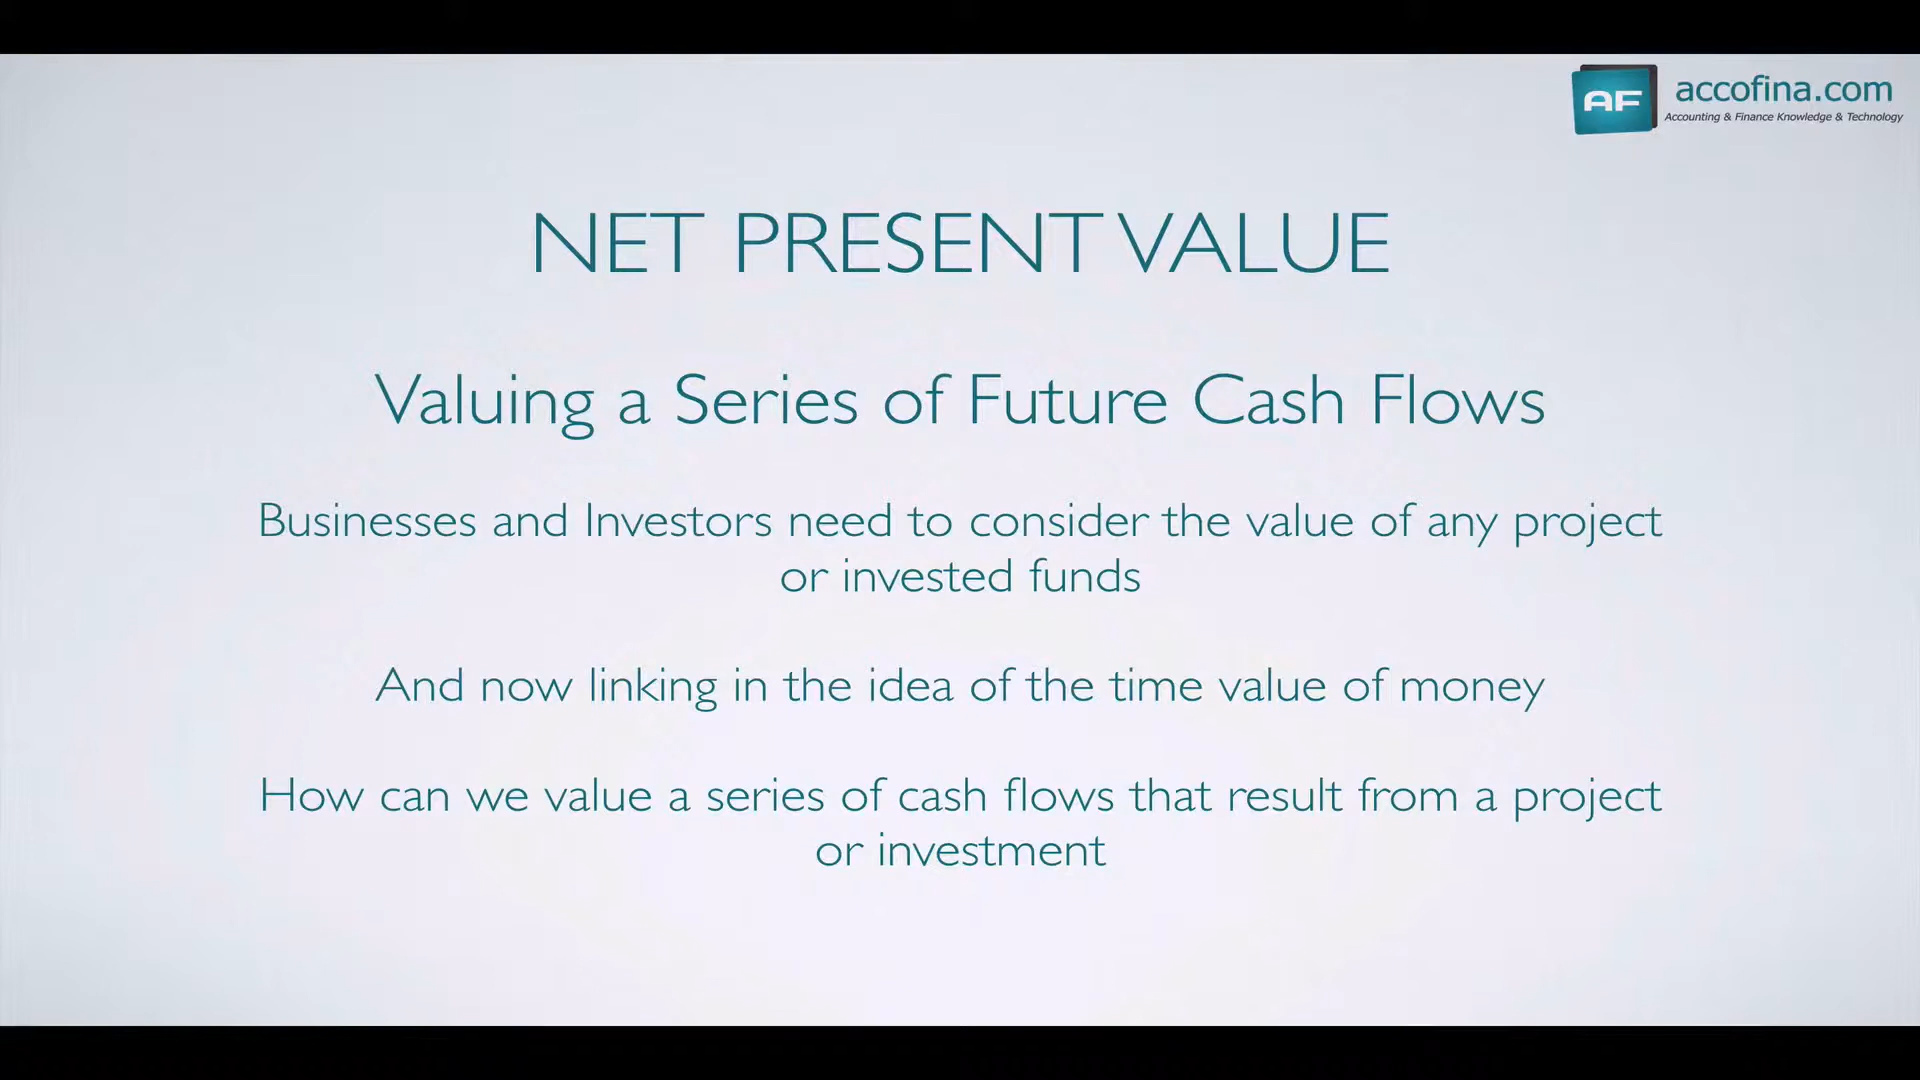 AF
accofina.com
Accounting & Finance Knowledge & Technology
NET PRESENT VALUE
Valuing a Series of Future Cash Flows
Businesses and Investors need to consider the value of any project
or invested funds
And now linking in the idea of the time value of money
How can we value a series of cash flows that result from a project
or investment